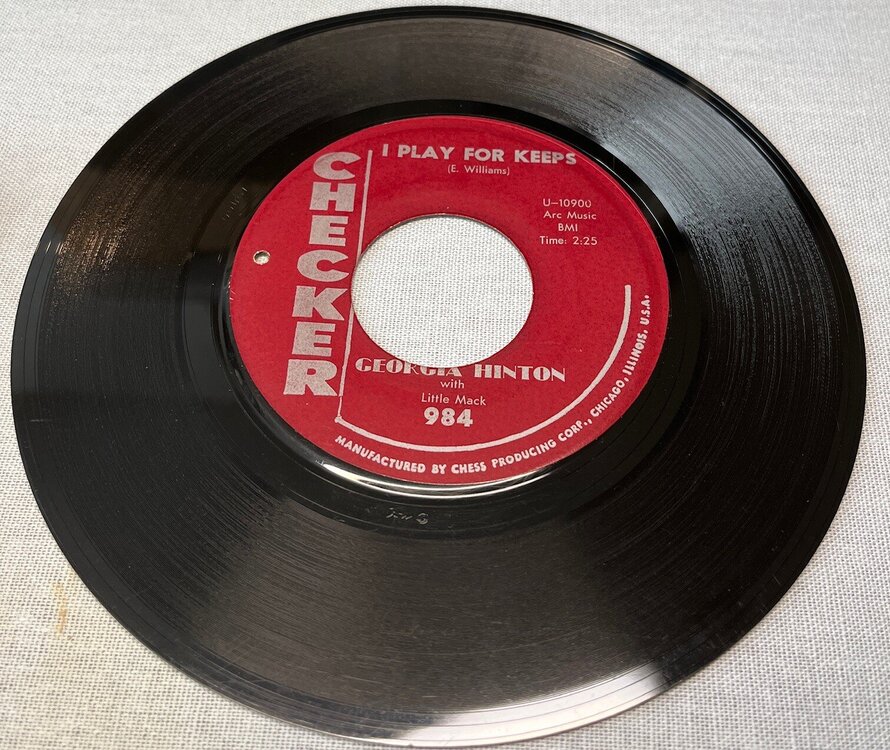 CHECKER
I PLAY FOR KEEPS
(E. Williams)
U-10900
Arc Music
BMI
Time: 2:25
GEORGIA HINTON
with
Little Mack
984
MANUFACTURED BY CHESS PRODUCING CORP., CHICAGO, ILLINOIS, U.S.A.